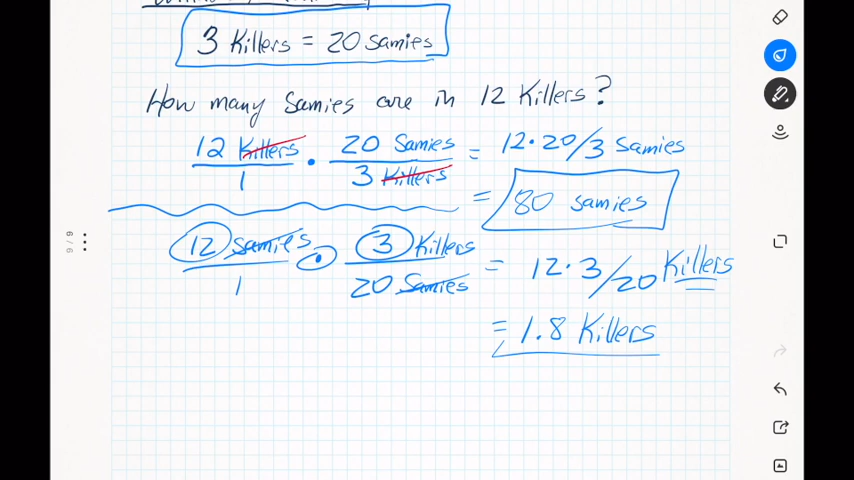 3 Killers = 20 Samies
How many Samies are in 12 Killers?
12 Killers / 1 • 20 Samies / 3 Killers = 12•20/3 Samies
= 80 samies
12 Samies / 1 • 3 Killers / 20 Samies = 12•3/20 Killers
= 1.8 Killers
6/6